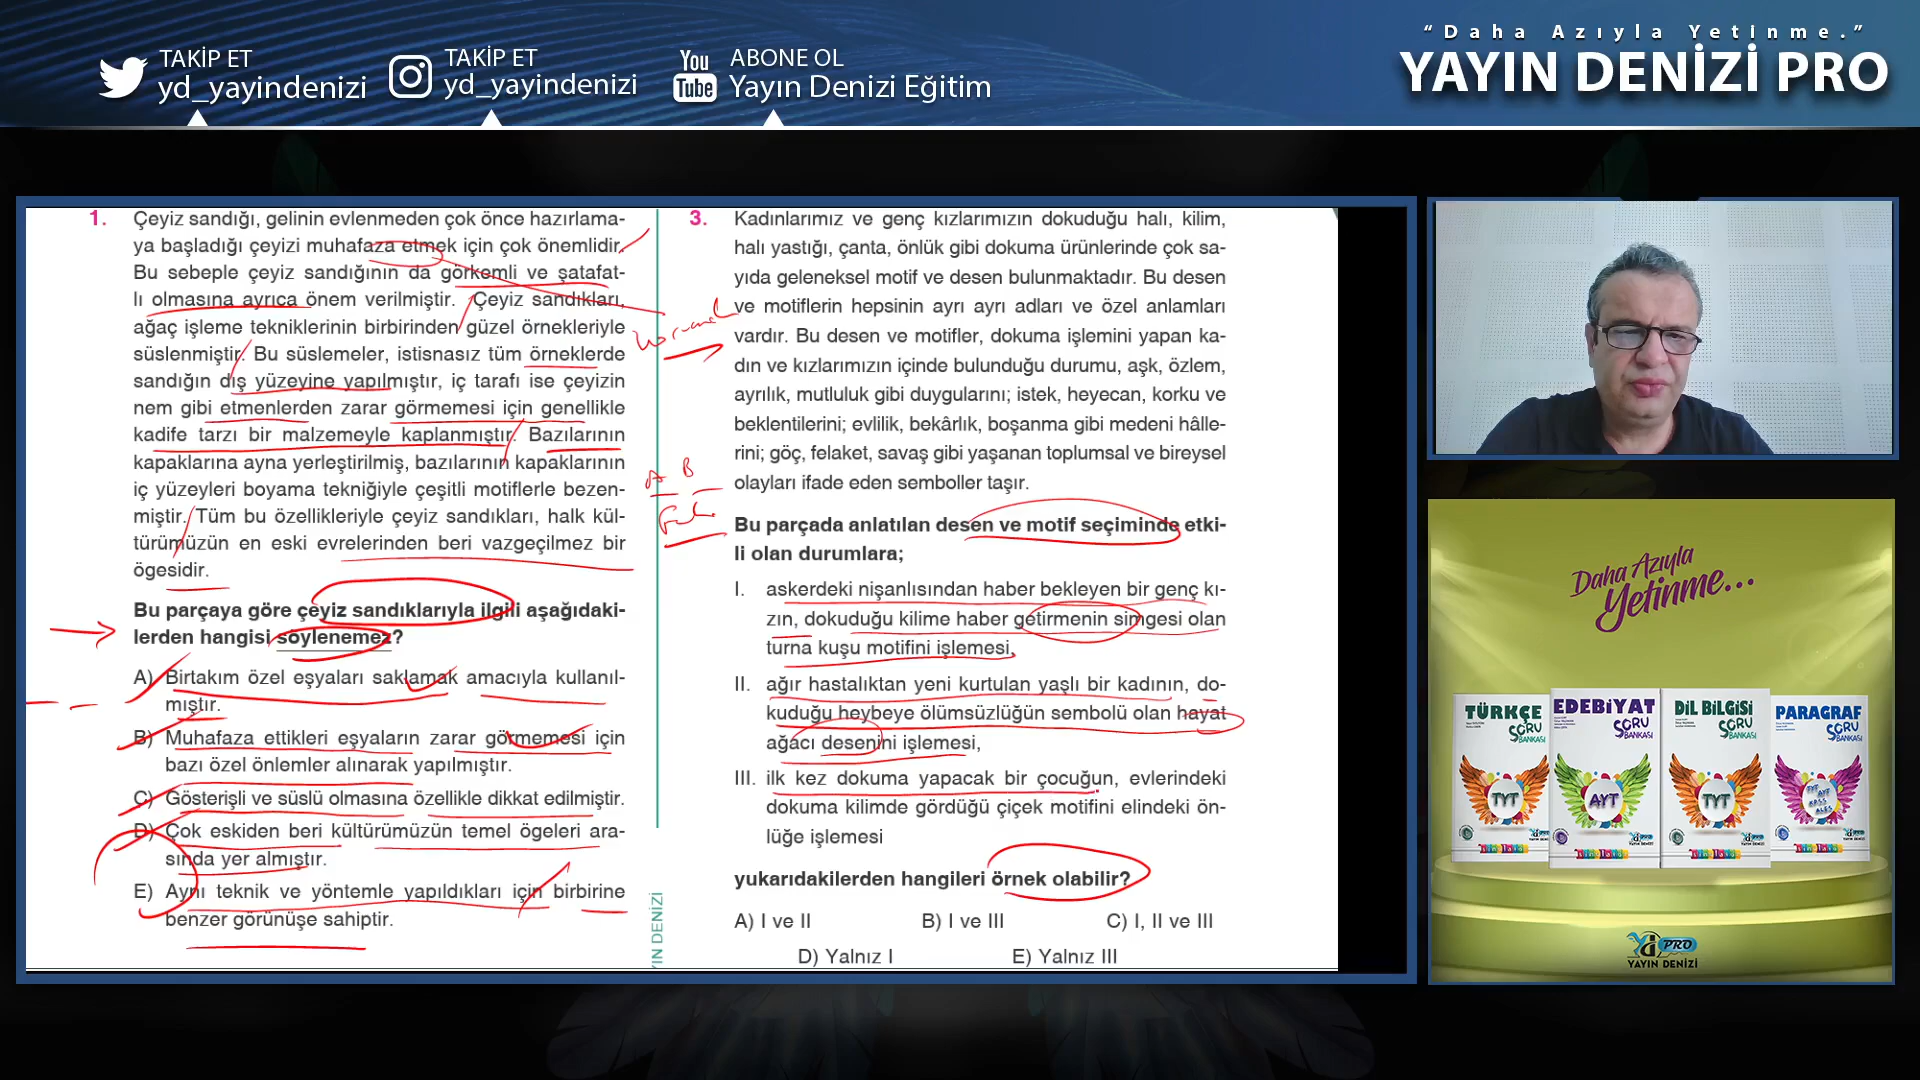 TAKİP ET
yd_yayindenizi
TAKİP ET
yd_yayindenizi
You
Tube
ABONE OL
Yayın Denizi Eğitim
“Daha Azıyla Yetinme.”
YAYIN DENİZİ PRO
1. Çeyiz sandığı, gelinin evlenmeden çok önce hazırlama-
ya başladığı çeyizi muhafaza etmek için çok önemlidir.
Bu sebeple çeyiz sandığının da görkemli ve şatafat-
lı olmasına ayrıca önem verilmiştir. Çeyiz sandıkları,
ağaç işleme tekniklerinin birbirinden güzel örnekleriyle
süslenmiştir. Bu süslemeler, istisnasız tüm örneklerde
sandığın dış yüzeyine yapılmıştır, iç tarafı ise çeyizin
nem gibi etmenlerden zarar görmemesi için genellikle
kadife tarzı bir malzemeyle kaplanmıştır. Bazılarının
kapaklarına ayna yerleştirilmiş, bazılarının kapaklarının
iç yüzeyleri boyama tekniğiyle çeşitli motiflerle bezen-
miştir. Tüm bu özellikleriyle çeyiz sandıkları, halk kül-
türümüzün en eski evrelerinden beri vazgeçilmez bir
ögesidir.
Bu parçaya göre çeyiz sandıklarıyla ilgili aşağıdaki-
lerden hangisi söylenemez?
A) Birtakım özel eşyaları saklamak amacıyla kullanıl-
mıştır.
B) Muhafaza ettikleri eşyaların zarar görmemesi için
bazı özel önlemler alınarak yapılmıştır.
C) Gösterişli ve süslü olmasına özellikle dikkat edilmiştir.
D) Çok eskiden beri kültürümüzün temel ögeleri ara-
sında yer almıştır.
E) Aynı teknik ve yöntemle yapıldıkları için birbirine
benzer görünüşe sahiptir.
A B
YIN DENİZİ
3. Kadınlarımız ve genç kızlarımızın dokuduğu halı, kilim,
halı yastığı, çanta, önlük gibi dokuma ürünlerinde çok sa-
yıda geleneksel motif ve desen bulunmaktadır. Bu desen
ve motiflerin hepsinin ayrı ayrı adları ve özel anlamları
vardır. Bu desen ve motifler, dokuma işlemini yapan ka-
dın ve kızlarımızın içinde bulunduğu durumu, aşk, özlem,
ayrılık, mutluluk gibi duygularını; istek, heyecan, korku ve
beklentilerini; evlilik, bekârlık, boşanma gibi medeni hâlle-
rini; göç, felaket, savaş gibi yaşanan toplumsal ve bireysel
olayları ifade eden semboller taşır.
Bu parçada anlatılan desen ve motif seçiminde etki-
li olan durumlara;
I. askerdeki nişanlısından haber bekleyen bir genç kı-
zın, dokuduğu kilime haber getirmenin simgesi olan
turna kuşu motifini işlemesi,
II. ağır hastalıktan yeni kurtulan yaşlı bir kadının, do-
kuduğu heybeye ölümsüzlüğün sembolü olan hayat
ağacı desenini işlemesi,
III. ilk kez dokuma yapacak bir çocuğun, evlerindeki
dokuma kilimde gördüğü çiçek motifini elindeki ön-
lüğe işlemesi
yukarıdakilerden hangileri örnek olabilir?
A) I ve II B) I ve III C) I, II ve III
D) Yalnız I E) Yalnız III
Daha Azıyla
Yetinme...
TÜRKÇE
SORU
BANKASI
TYT
EDEBİYAT
SORU
BANKASI
AYT
DİL BİLGİSİ
SORU
BANKASI
TYT
PARAGRAF
SORU
BANKASI
PRO
YAYIN DENİZİ